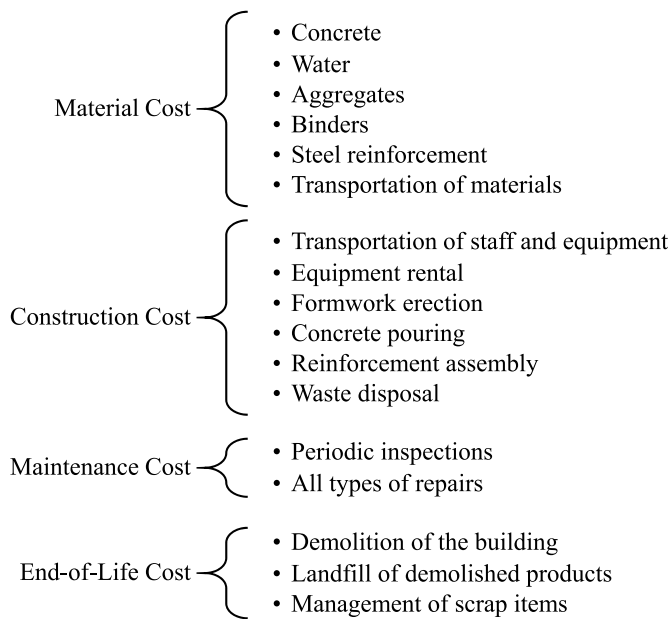 Material Cost
• Concrete
• Water
• Aggregates
• Binders
• Steel reinforcement
• Transportation of materials
Construction Cost
• Transportation of staff and equipment
• Equipment rental
• Formwork erection
• Concrete pouring
• Reinforcement assembly
• Waste disposal
Maintenance Cost
• Periodic inspections
• All types of repairs
End-of-Life Cost
• Demolition of the building
• Landfill of demolished products
• Management of scrap items